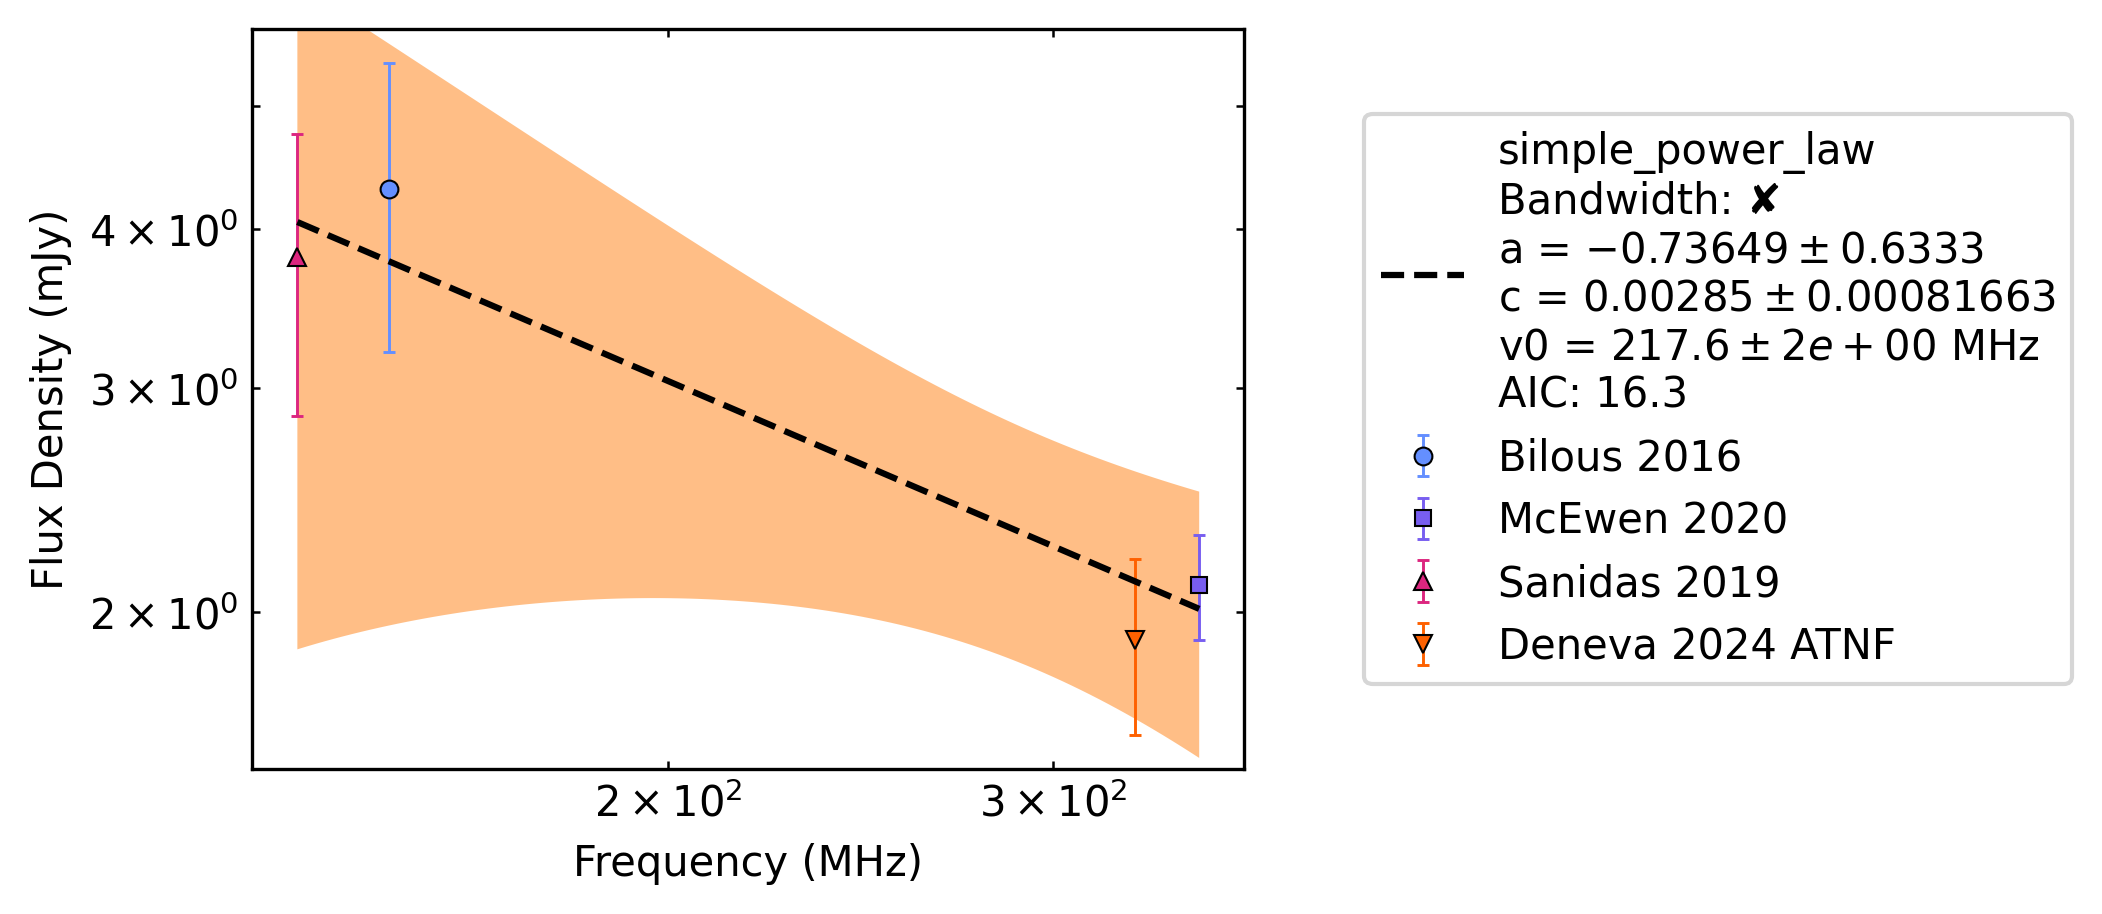 Flux Density (mJy)
4 × 10⁰
3 × 10⁰
2 × 10⁰
2 × 10²
3 × 10²
Frequency (MHz)
simple_power_law
Bandwidth: ✘
a = −0.73649 ± 0.6333
c = 0.00285 ± 0.00081663
v0 = 217.6 ± 2e + 00 MHz
AIC: 16.3
Bilous 2016
McEwen 2020
Sanidas 2019
Deneva 2024 ATNF